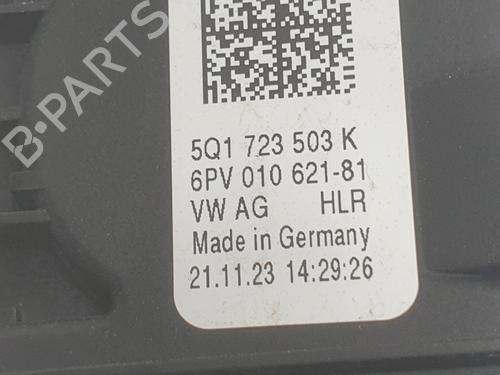 B-PARTS
5Q1 723 503 K
6PV 010 621-81
VW AG HLR
Made in Germany
21.11.23 14:29:26